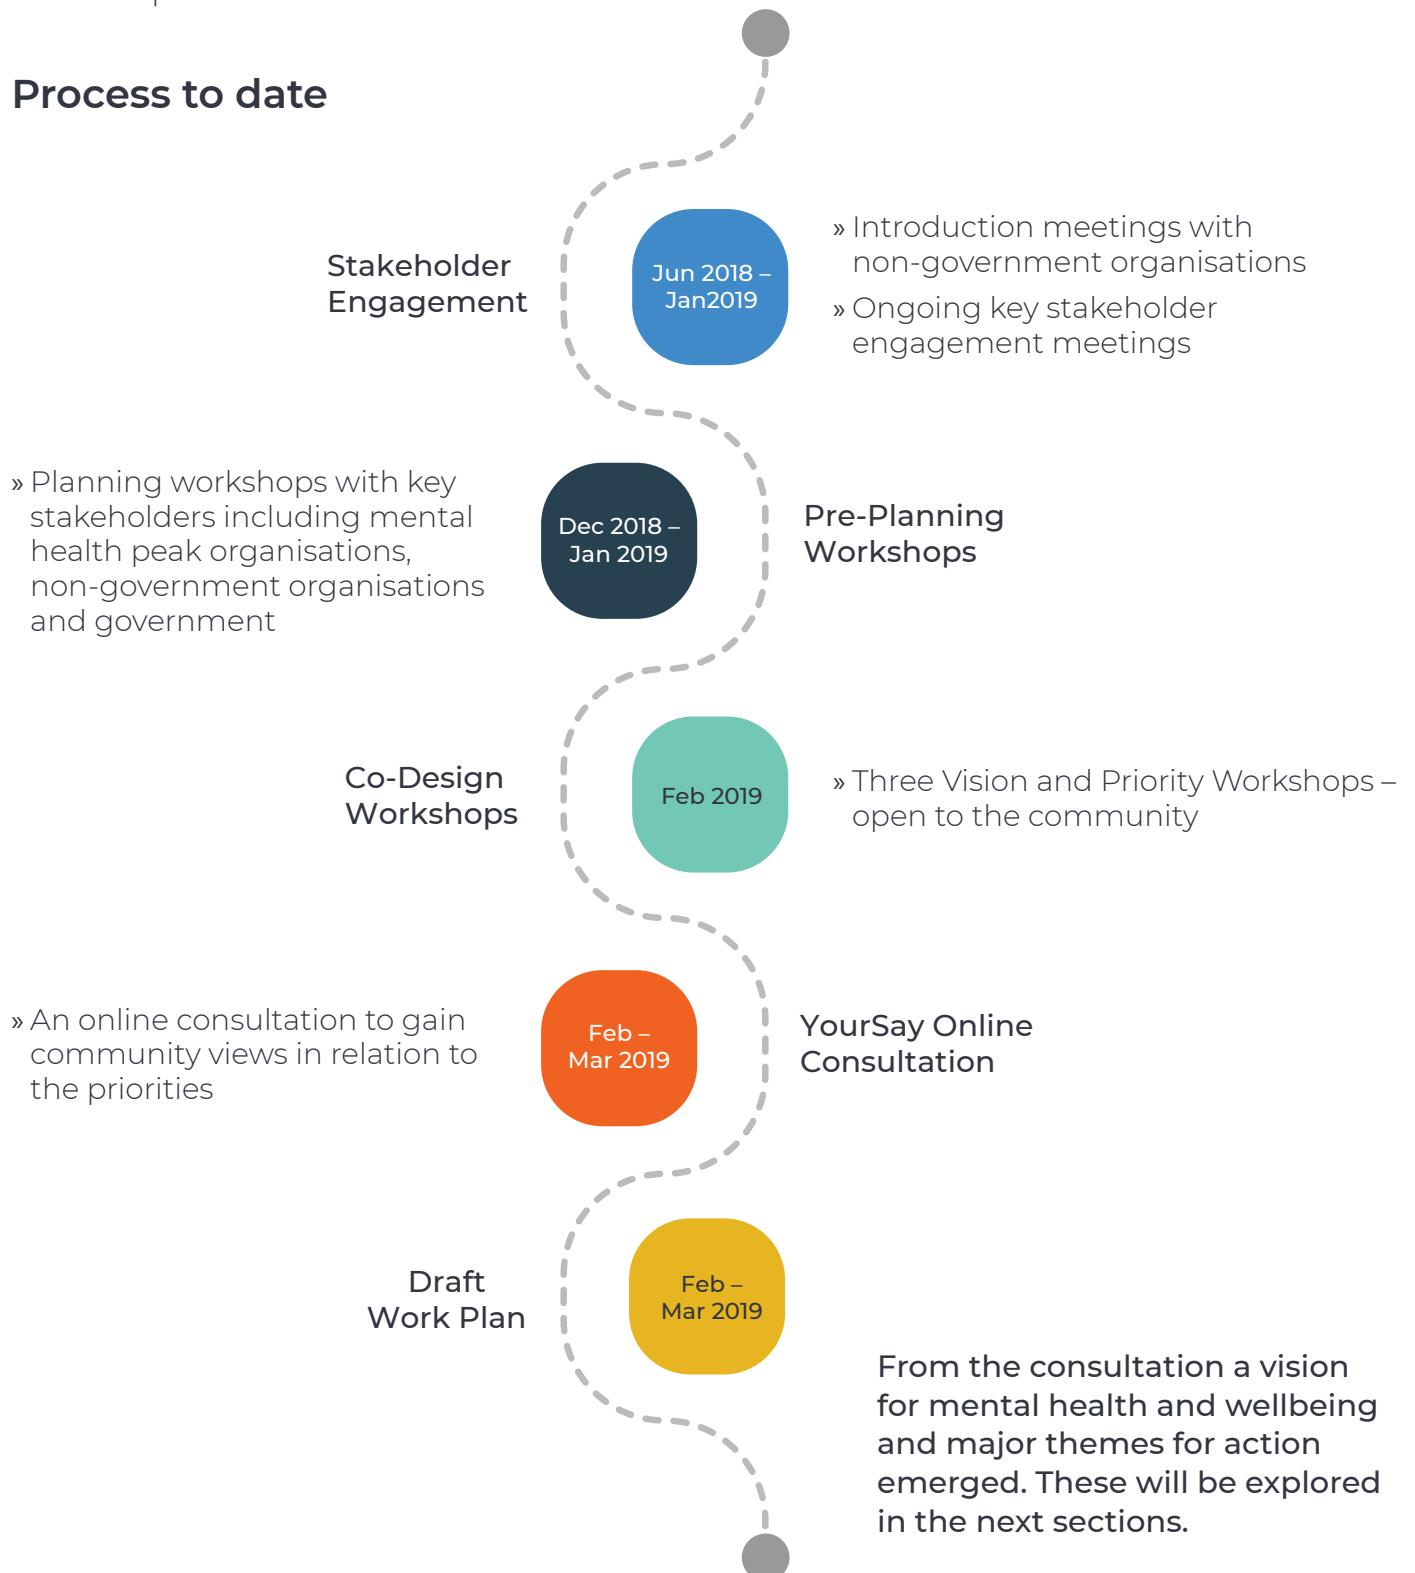 Process to date
Stakeholder
Engagement
Jun 2018 –
Jan2019
» Introduction meetings with
non-government organisations
» Ongoing key stakeholder
engagement meetings
» Planning workshops with key
stakeholders including mental
health peak organisations,
non-government organisations
and government
Dec 2018 –
Jan 2019
Pre-Planning
Workshops
Co-Design
Workshops
Feb 2019
» Three Vision and Priority Workshops –
open to the community
» An online consultation to gain
community views in relation to
the priorities
Feb –
Mar 2019
YourSay Online
Consultation
Draft
Work Plan
Feb –
Mar 2019
From the consultation a vision
for mental health and wellbeing
and major themes for action
emerged. These will be explored
in the next sections.